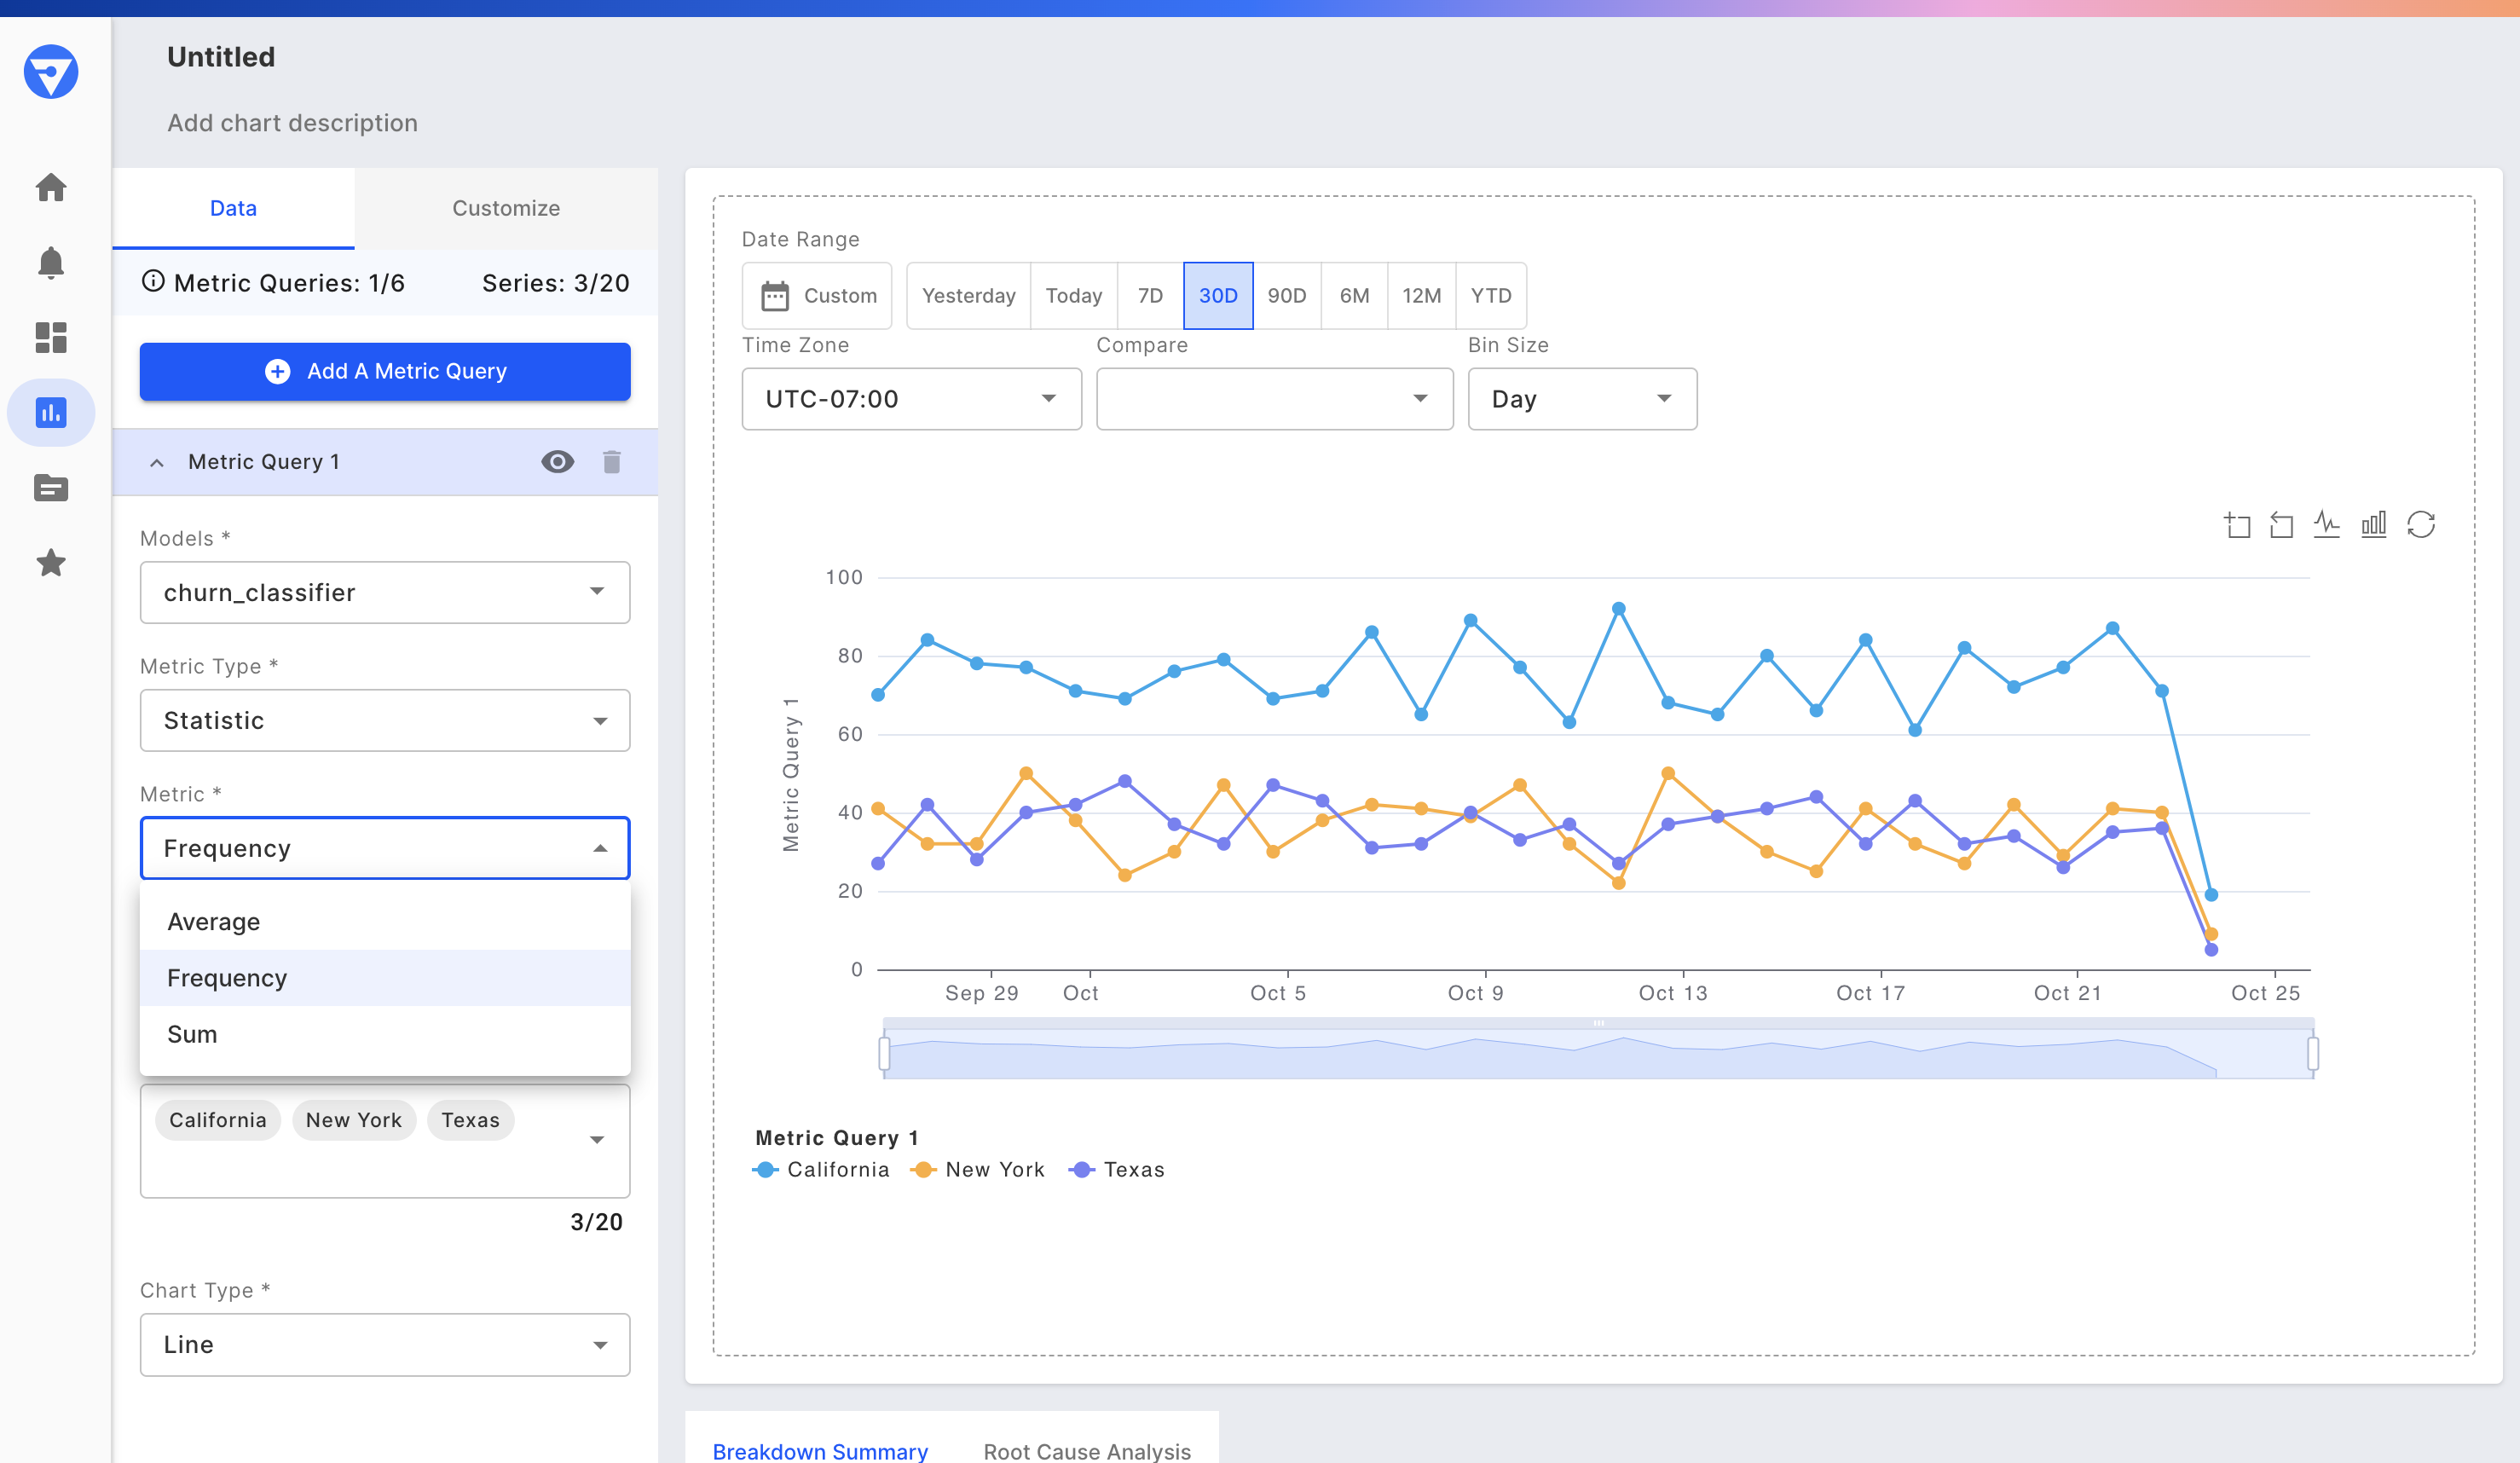 Untitled
Add chart description
Data
Customize
Metric Queries: 1/6
Series: 3/20
Add A Metric Query
Metric Query 1
Models *
churn_classifier
Metric Type *
Statistic
Metric *
Frequency
Average
Frequency
Sum
California
New York
Texas
3/20
Chart Type *
Line
Date Range
Custom
Yesterday
Today
7D
30D
90D
6M
12M
YTD
Time Zone
Compare
Bin Size
UTC-07:00
Day
Metric Query 1
100
80
60
40
20
0
Sep 29
Oct
Oct 5
Oct 9
Oct 13
Oct 17
Oct 21
Oct 25
Metric Query 1
California
New York
Texas
Breakdown Summary
Root Cause Analysis